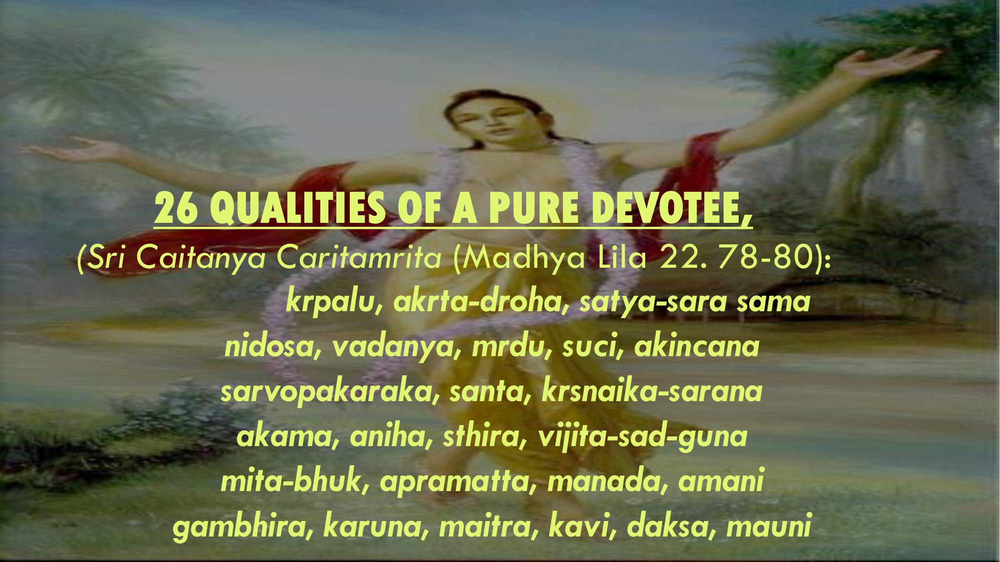 26 QUALITIES OF A PURE DEVOTEE,
(Sri Caitanya Caritamrita (Madhya Lila 22. 78-80):
krpalu, akrta-droha, satya-sara sama
nidosa, vadanya, mrdu, suci, akincana
sarvopakaraka, santa, krsnaika-sarana
akama, aniha, sthira, vijita-sad-guna
mita-bhuk, apramatta, manada, amani
gambhira, karuna, maitra, kavi, daksa, mauni